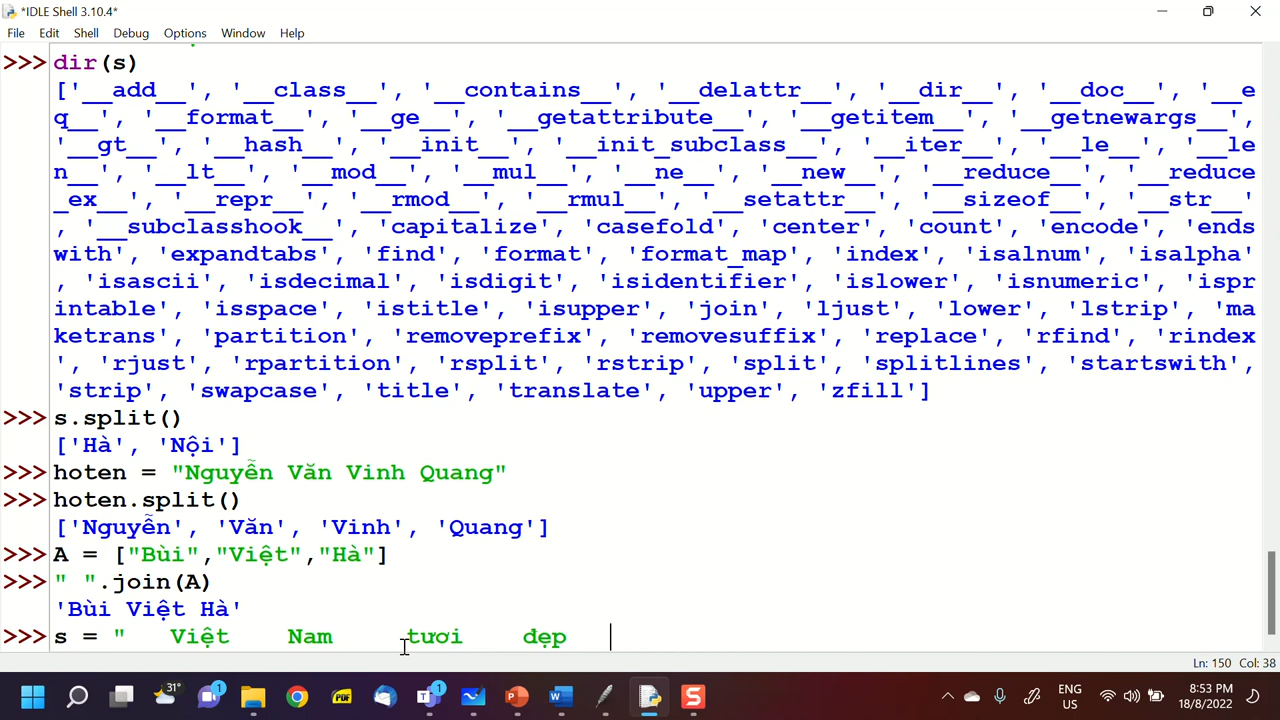 *IDLE Shell 3.10.4*
File Edit Shell Debug Options Window Help
>>> dir(s)
['__add__', '__class__', '__contains__', '__delattr__', '__dir__', '__doc__', '__e
q__', '__format__', '__ge__', '__getattribute__', '__getitem__', '__getnewargs__',
'__gt__', '__hash__', '__init__', '__init_subclass__', '__iter__', '__le__', '__le
n__', '__lt__', '__mod__', '__mul__', '__ne__', '__new__', '__reduce__', '__reduce
_ex__', '__repr__', '__rmod__', '__rmul__', '__setattr__', '__sizeof__', '__str__'
, '__subclasshook__', 'capitalize', 'casefold', 'center', 'count', 'encode', 'ends
with', 'expandtabs', 'find', 'format', 'format_map', 'index', 'isalnum', 'isalpha'
, 'isascii', 'isdecimal', 'isdigit', 'isidentifier', 'islower', 'isnumeric', 'ispr
intable', 'isspace', 'istitle', 'isupper', 'join', 'ljust', 'lower', 'lstrip', 'ma
ketrans', 'partition', 'removeprefix', 'removesuffix', 'replace', 'rfind', 'rindex
', 'rjust', 'rpartition', 'rsplit', 'rstrip', 'split', 'splitlines', 'startswith',
'strip', 'swapcase', 'title', 'translate', 'upper', 'zfill']
>>> s.split()
['Hà', 'Nội']
>>> hoten = "Nguyễn Văn Vinh Quang"
>>> hoten.split()
['Nguyễn', 'Văn', 'Vinh', 'Quang']
>>> A = ["Bùi","Việt","Hà"]
>>> " ".join(A)
'Bùi Việt Hà'
>>> s = "   Việt    Nam     tươi    đẹp
Ln: 150 Col: 38
31°
1
PDF
1
ENG
US
8:53 PM
18/8/2022